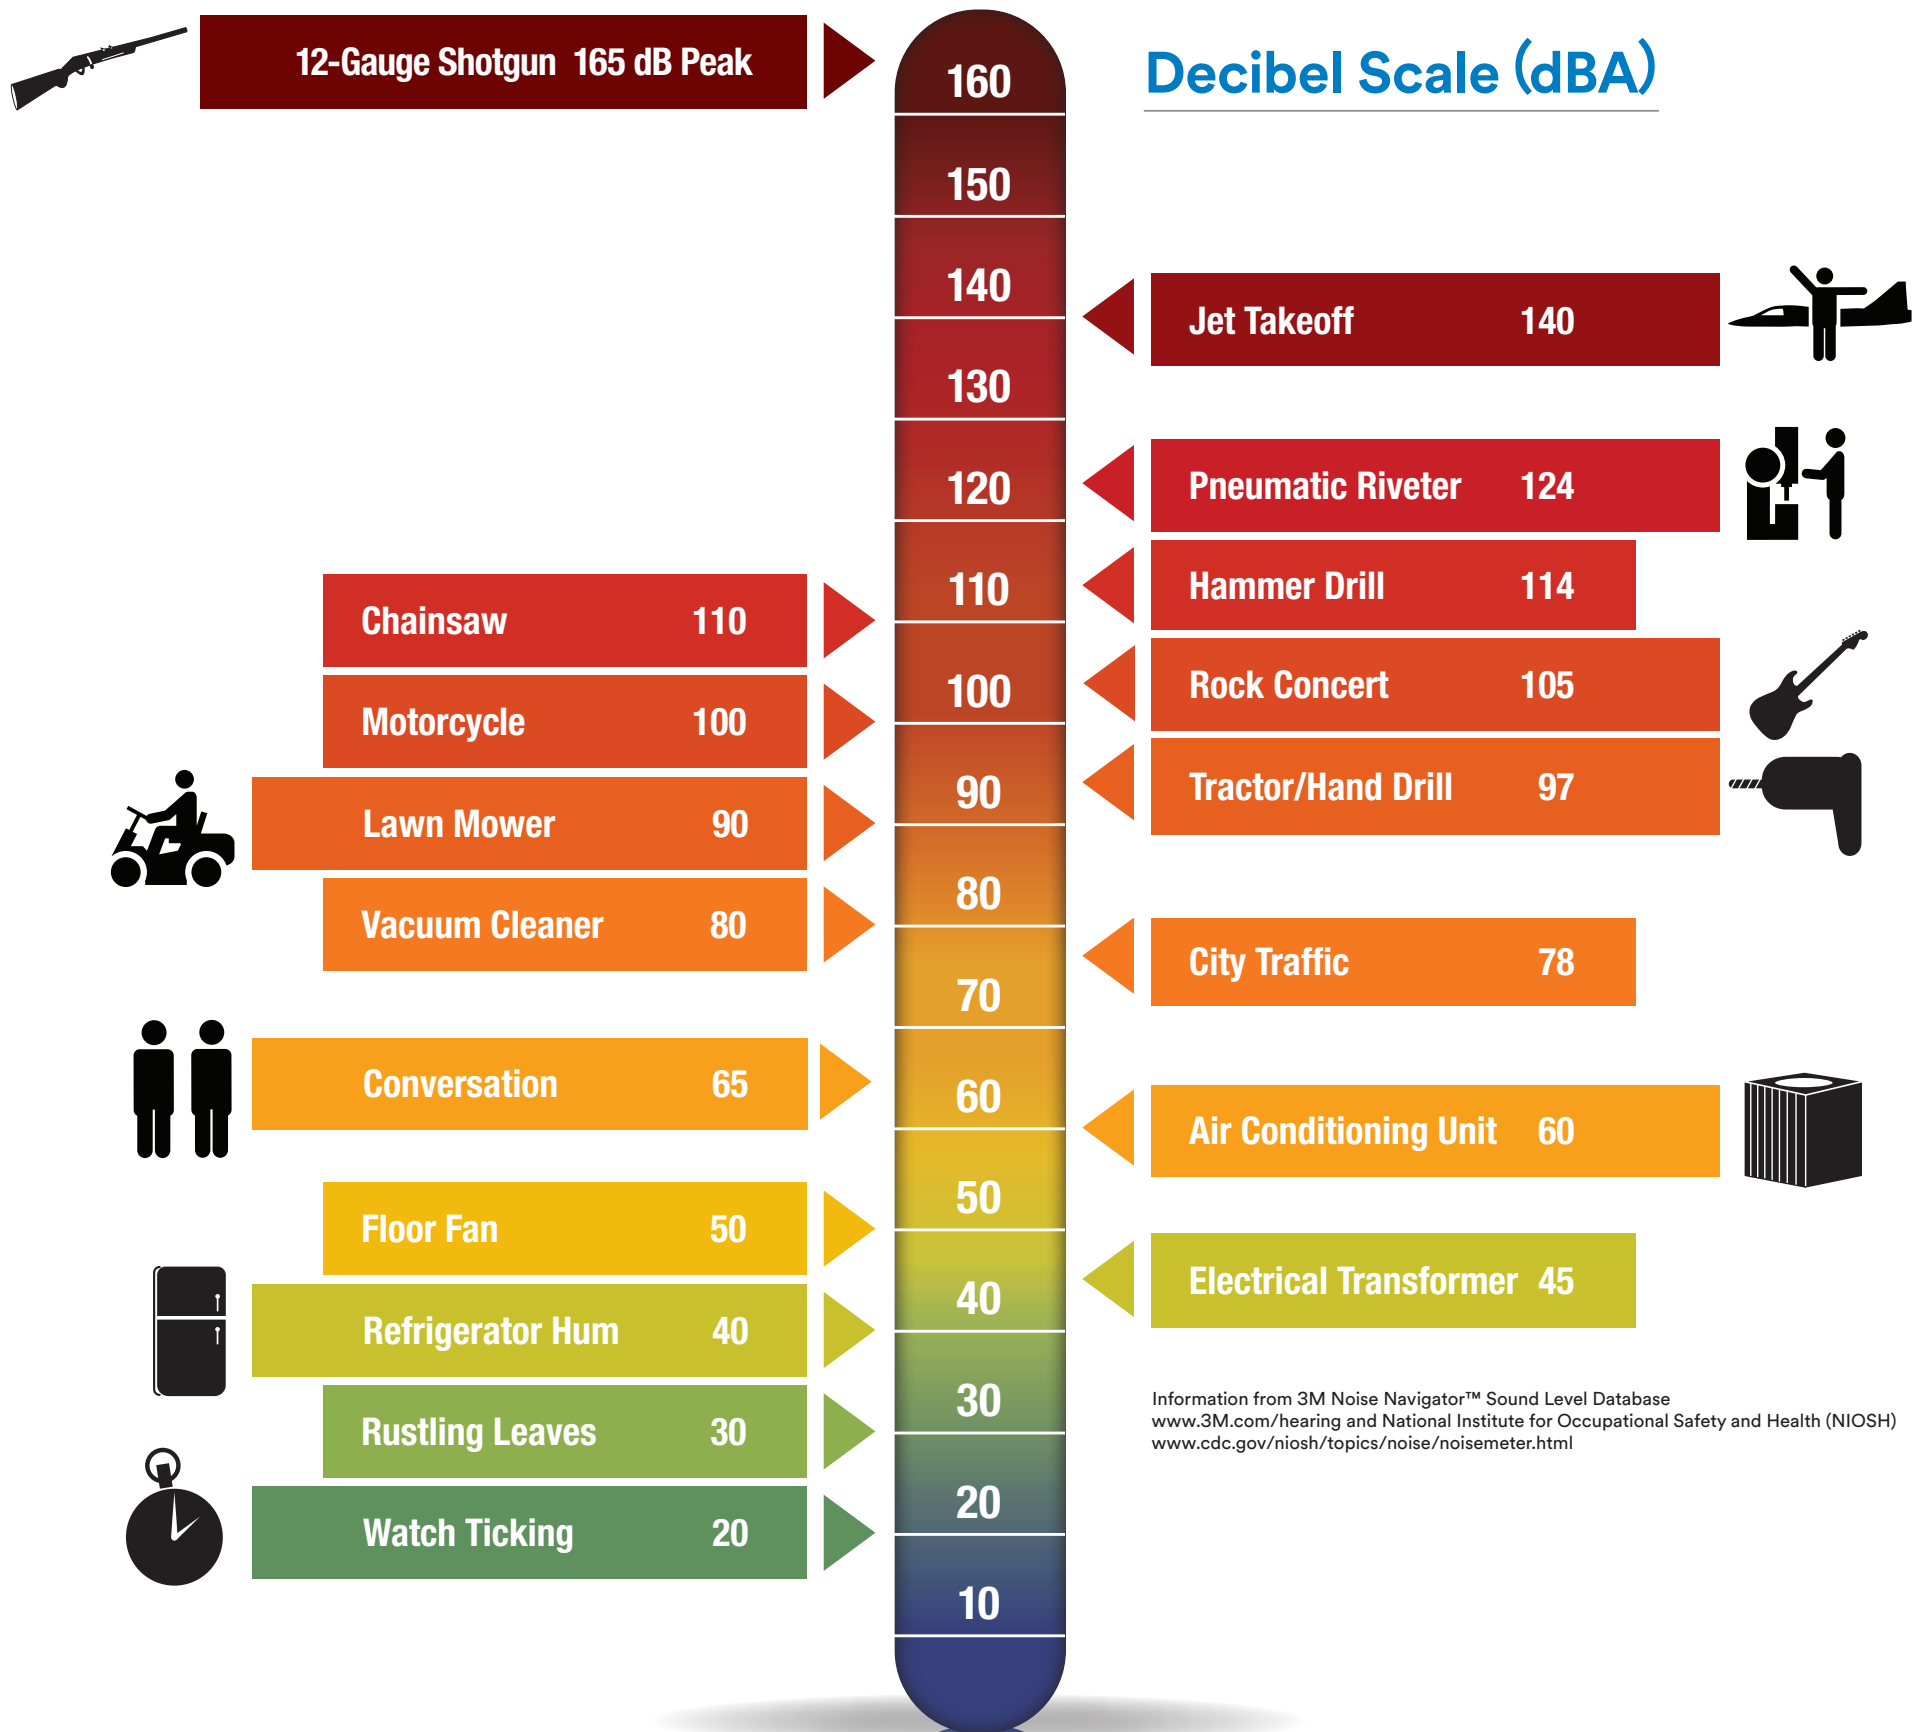 Decibel Scale (dBA)
12-Gauge Shotgun 165 dB Peak
Chainsaw 110
Motorcycle 100
Lawn Mower 90
Vacuum Cleaner 80
Conversation 65
Floor Fan 50
Refrigerator Hum 40
Rustling Leaves 30
Watch Ticking 20
160
150
140
130
120
110
100
90
80
70
60
50
40
30
20
10
Jet Takeoff 140
Pneumatic Riveter 124
Hammer Drill 114
Rock Concert 105
Tractor/Hand Drill 97
City Traffic 78
Air Conditioning Unit 60
Electrical Transformer 45
Information from 3M Noise Navigator™ Sound Level Database
www.3M.com/hearing and National Institute for Occupational Safety and Health (NIOSH)
www.cdc.gov/niosh/topics/noise/noisemeter.html